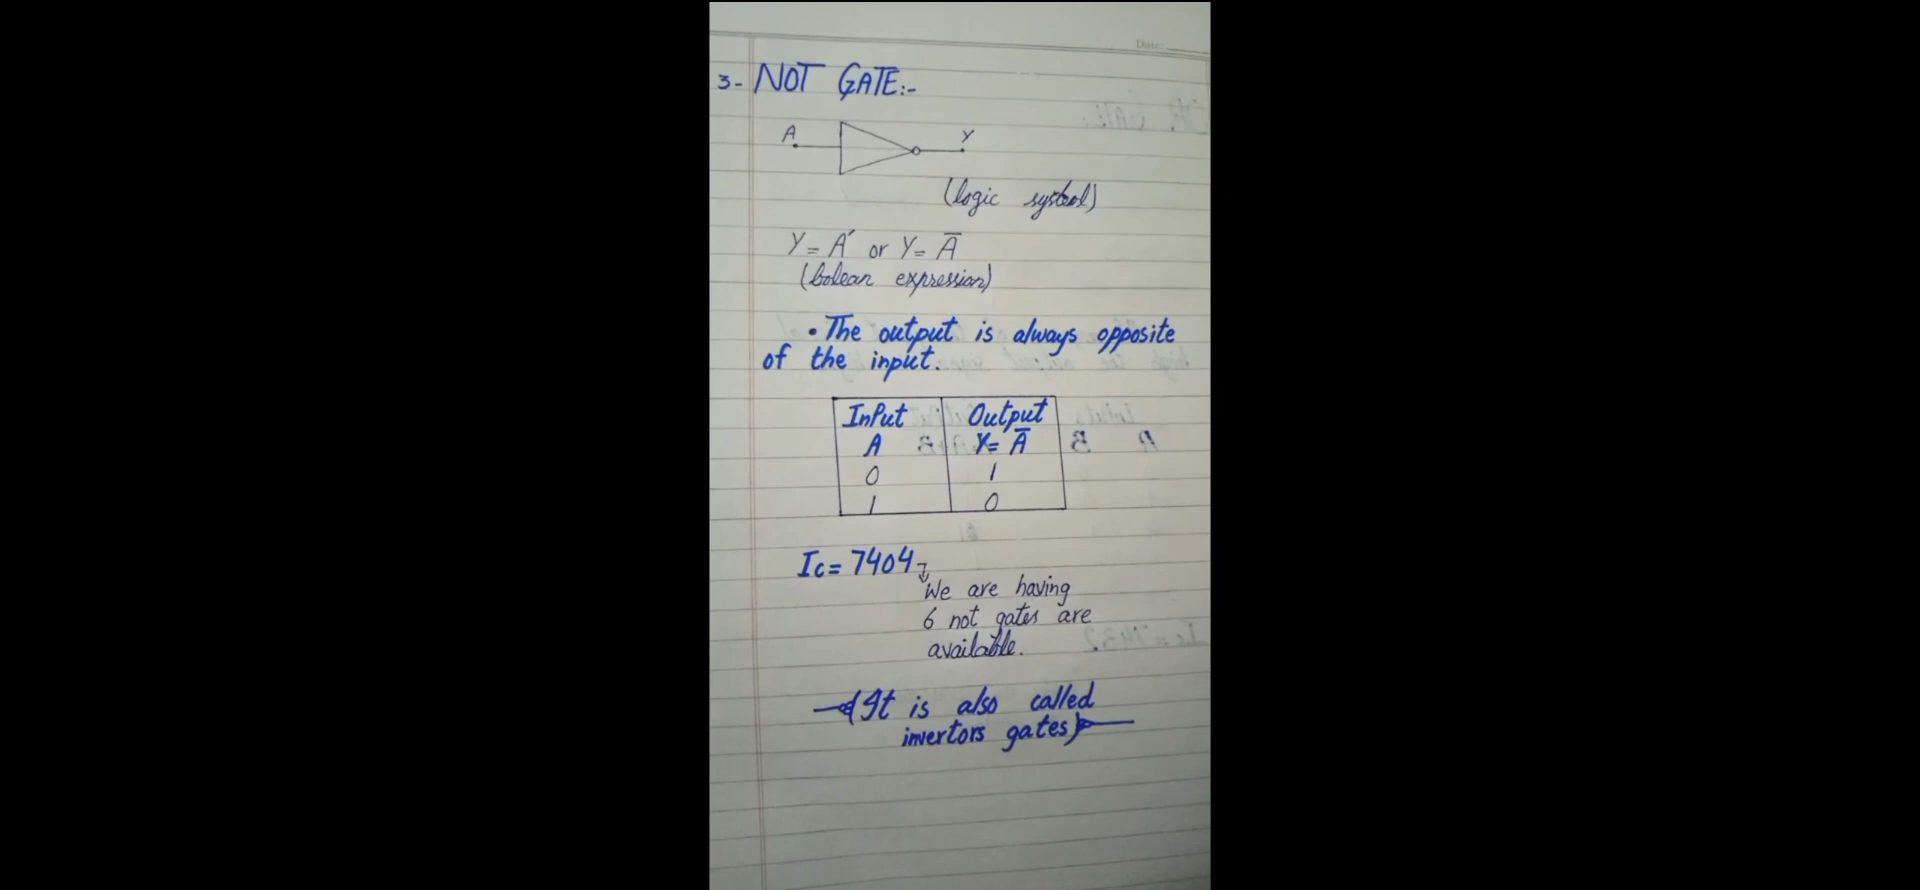 Date:
3- NOT GATE:-
A
Y
(logic symbol)
Y = A' or Y = A̅
(bolean expression)
• The output is always opposite
of the input.
InPut Output
A Y= A̅
0 1
1 0
Ic = 7404
We are having
6 not gates are
available.
(It is also called
invertors gates)